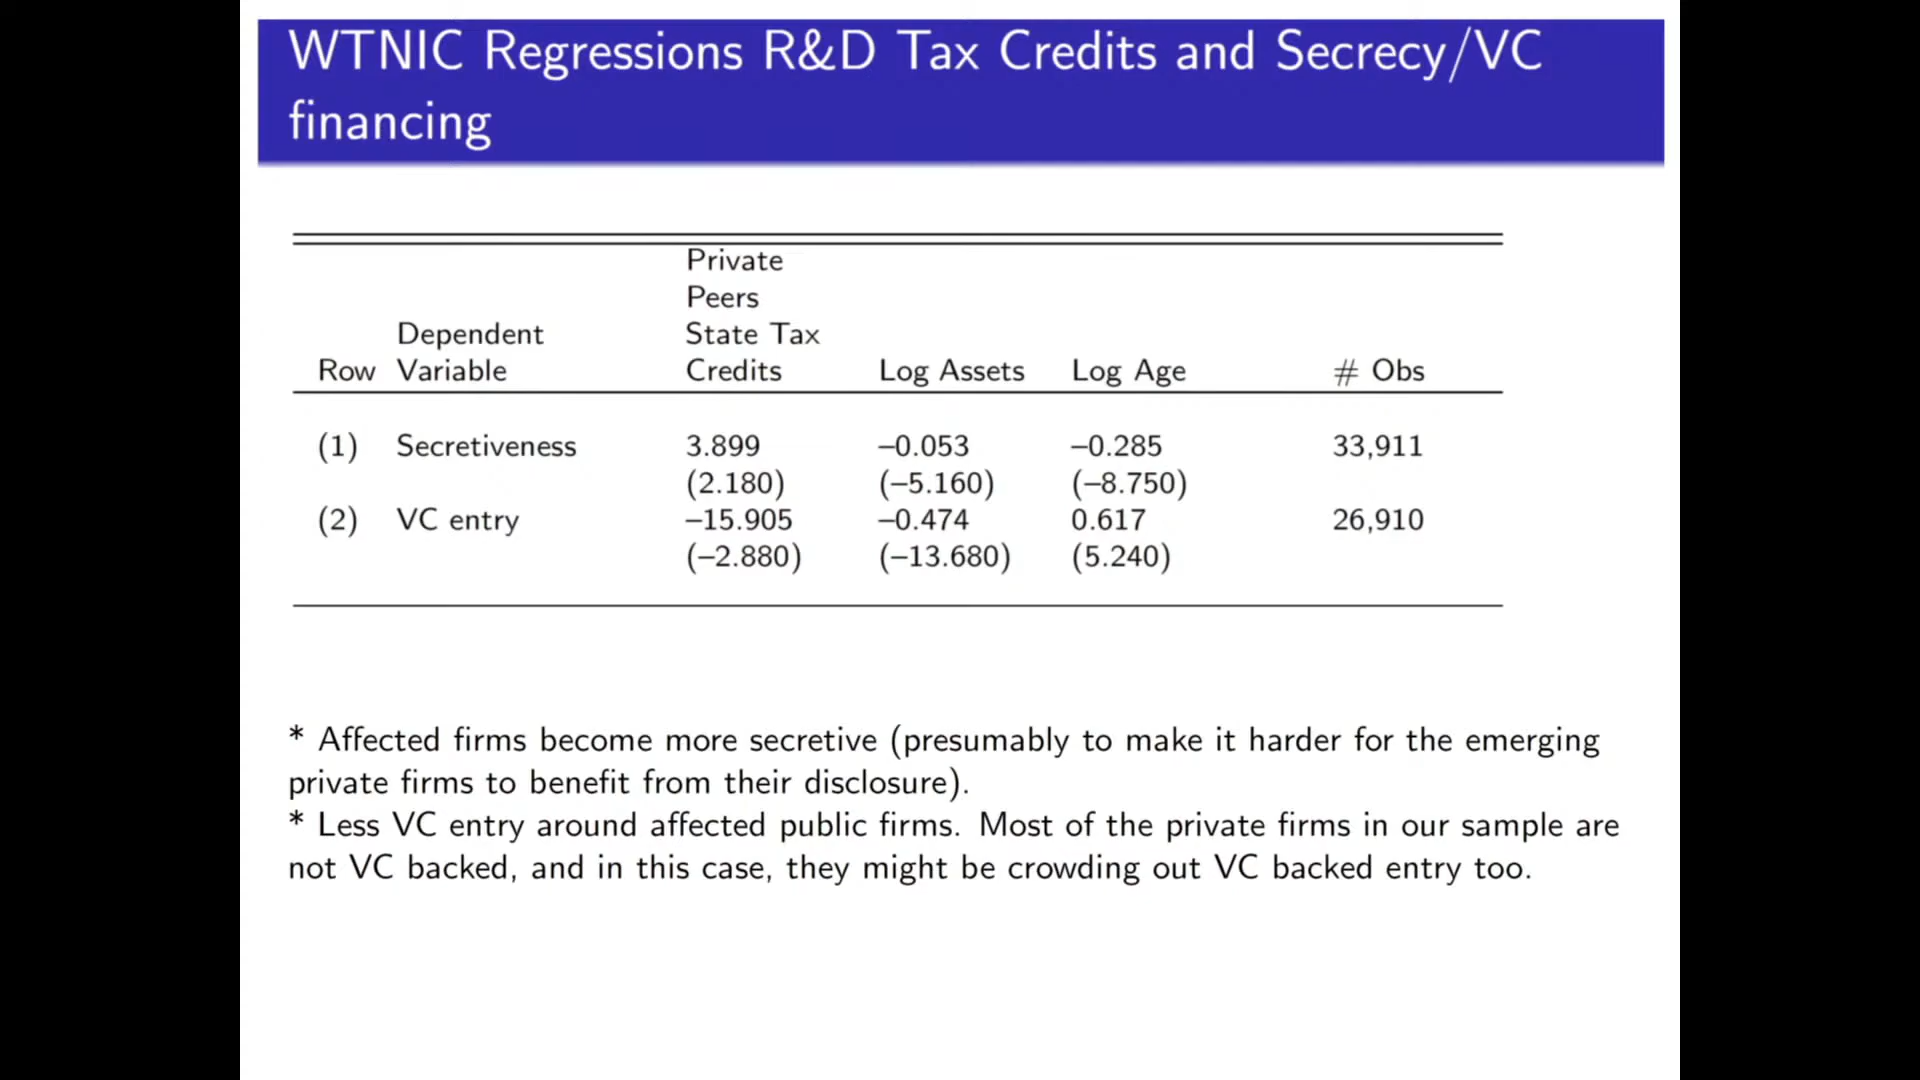 WTNIC Regressions R&D Tax Credits and Secrecy/VC
financing
Private
Peers
Dependent State Tax
Row Variable Credits Log Assets Log Age # Obs
(1) Secretiveness 3.899 –0.053 –0.285 33,911
(2.180) (–5.160) (–8.750)
(2) VC entry –15.905 –0.474 0.617 26,910
(–2.880) (–13.680) (5.240)
* Affected firms become more secretive (presumably to make it harder for the emerging
private firms to benefit from their disclosure).
* Less VC entry around affected public firms. Most of the private firms in our sample are
not VC backed, and in this case, they might be crowding out VC backed entry too.